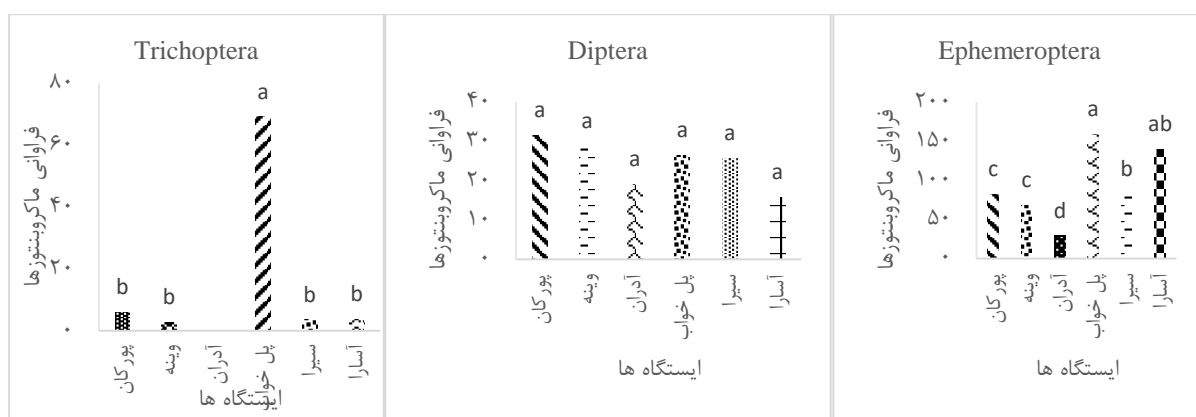 Trichoptera
فراوانی ماکروبنتوزها
۸۰
۶۰
۴۰
۲۰
۰
b
b
a
b
b
پورکان
وینه
آدران
پل خواب
سیرا
آسارا
ایستگاه ها
Diptera
فراوانی ماکروبنتوزها
۴۰
۳۰
۲۰
۱۰
۰
a
a
a
a
a
a
پورکان
وینه
آدران
پل خواب
سیرا
آسارا
ایستگاه ها
Ephemeroptera
فراوانی ماکروبنتوزها
۲۰۰
۱۵۰
۱۰۰
۵۰
۰
c
c
d
a
b
ab
پورکان
وینه
آدران
پل خواب
سیرا
آسارا
ایستگاه ها